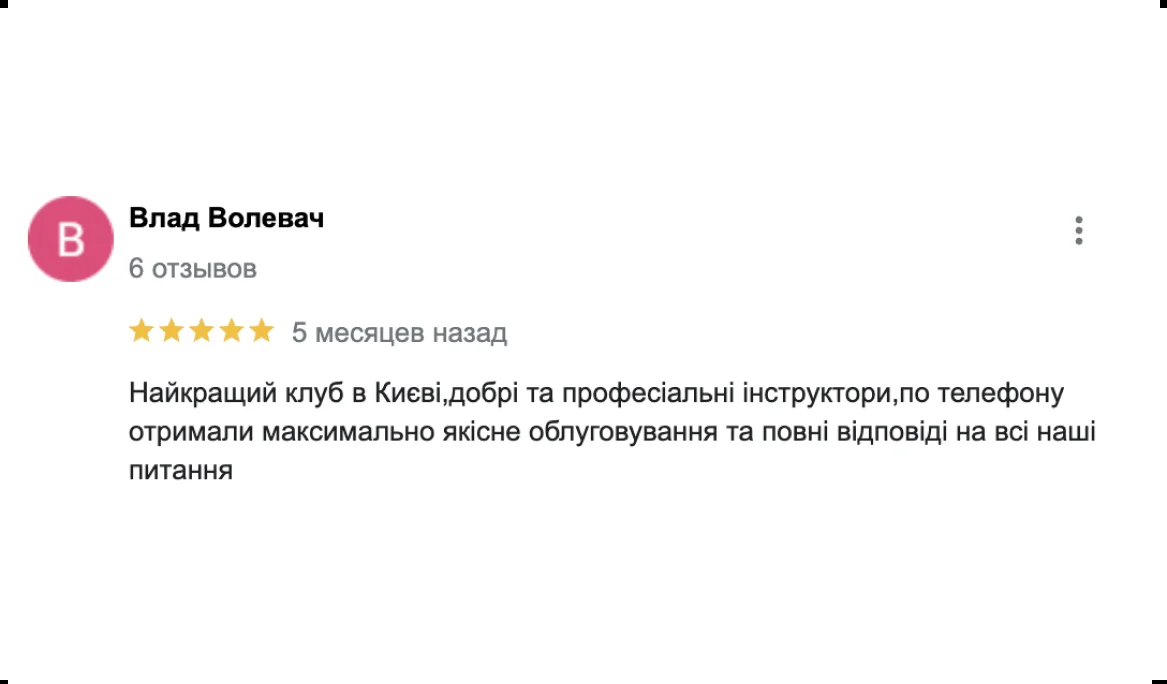 В
Влад Волевач
6 отзывов
5 месяцев назад
Найкращий клуб в Києві,добрі та професіальні інструктори,по телефону
отримали максимально якісне облуговування та повні відповіді на всі наші
питання